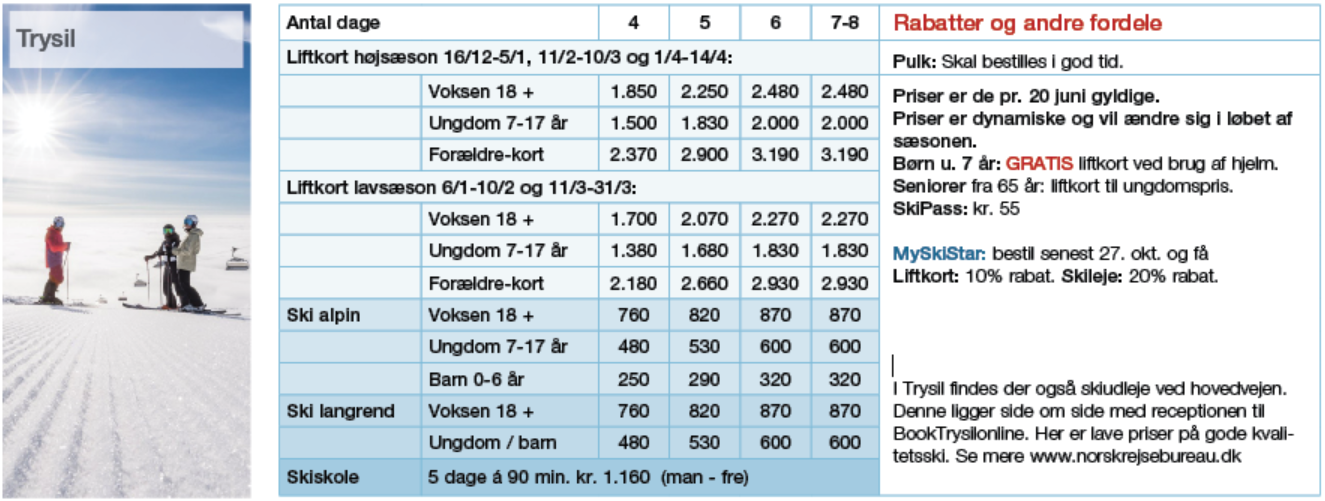 Trysil
Antal dage 4 5 6 7-8
Liftkort højsæson 16/12-5/1, 11/2-10/3 og 1/4-14/4:
Voksen 18 + 1.850 2.250 2.480 2.480
Ungdom 7-17 år 1.500 1.830 2.000 2.000
Forældre-kort 2.370 2.900 3.190 3.190
Liftkort lavsæson 6/1-10/2 og 11/3-31/3:
Voksen 18 + 1.700 2.070 2.270 2.270
Ungdom 7-17 år 1.380 1.680 1.830 1.830
Forældre-kort 2.180 2.660 2.930 2.930
Ski alpin Voksen 18 + 760 820 870 870
Ungdom 7-17 år 480 530 600 600
Barn 0-6 år 250 290 320 320
Ski langrend Voksen 18 + 760 820 870 870
Ungdom / barn 480 530 600 600
Skiskole 5 dage á 90 min. kr. 1.160 (man - fre)
Rabatter og andre fordele
Pulk: Skal bestilles i god tid.
Priser er de pr. 20 juni gyldige.
Priser er dynamiske og vil ændre sig i løbet af
sæsonen.
Børn u. 7 år: GRATIS liftkort ved brug af hjelm.
Seniorer fra 65 år: liftkort til ungdomspris.
SkiPass: kr. 55
MySkiStar: bestil senest 27. okt. og få
Liftkort: 10% rabat. Skileje: 20% rabat.
I Trysil findes der også skiudleje ved hovedvejen.
Denne ligger side om side med receptionen til
BookTrysilonline. Her er lave priser på gode kvali-
tetsski. Se mere www.norskrejsebureau.dk